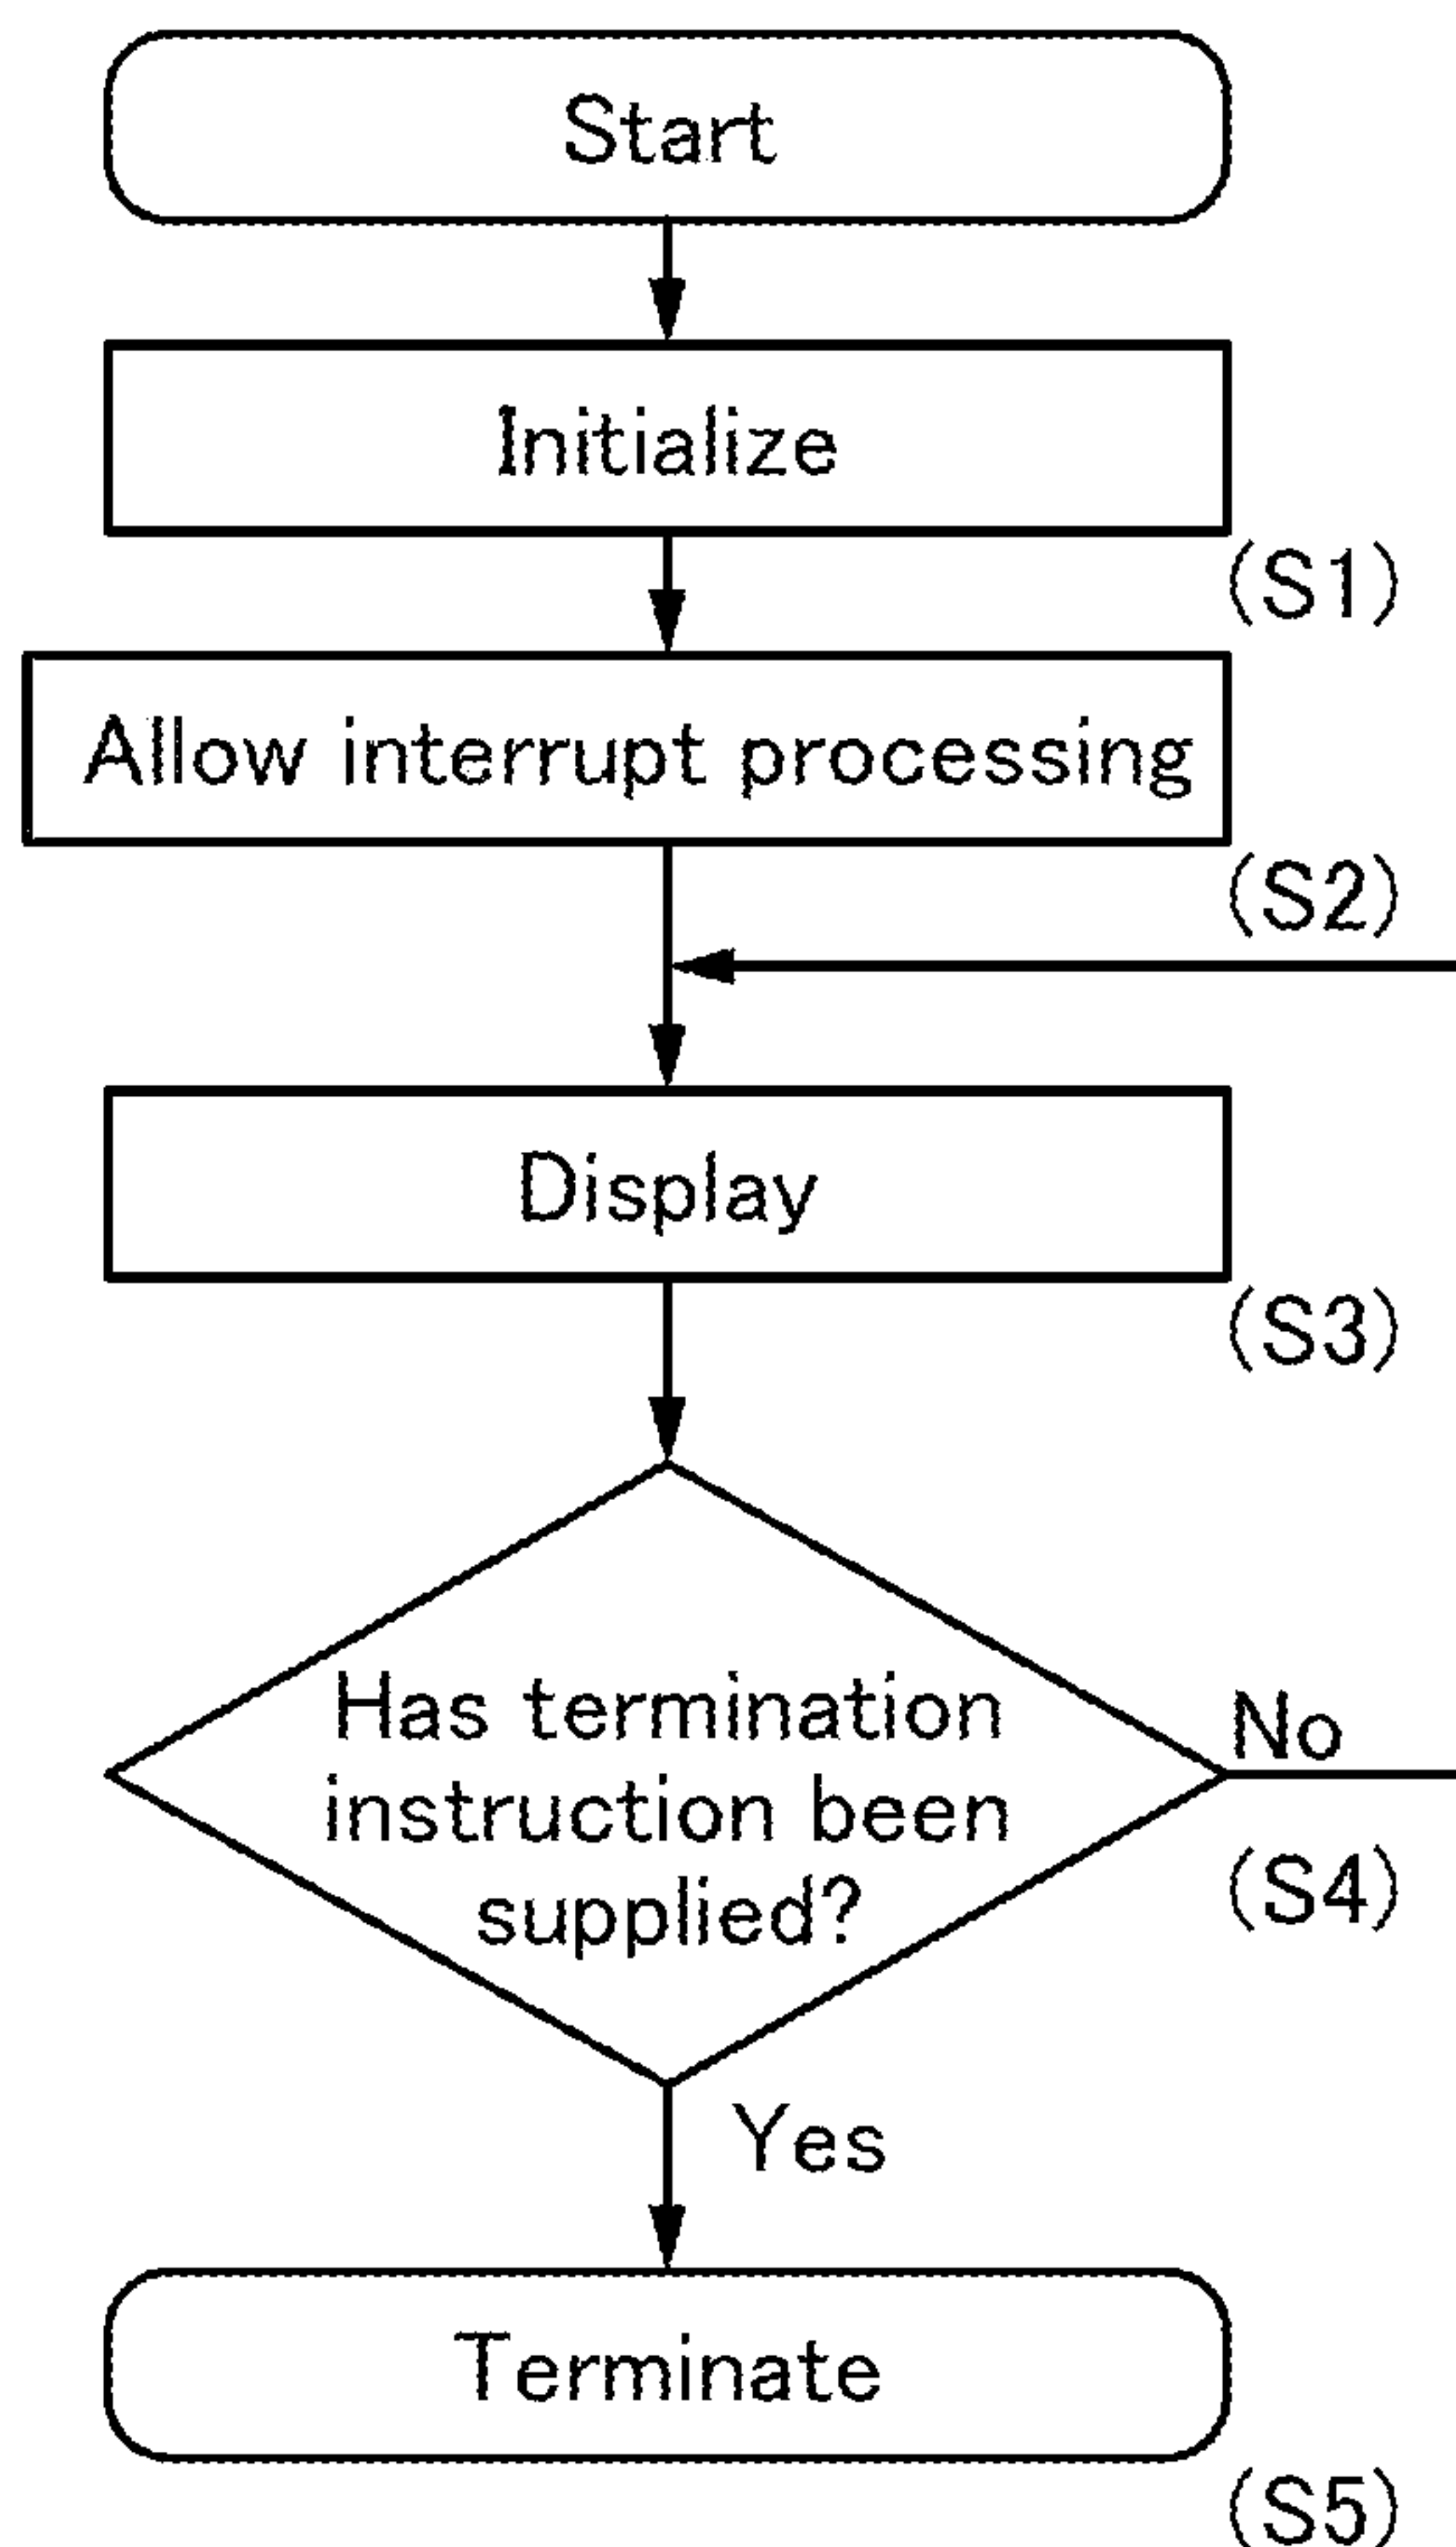 Start
Initialize
(S1)
Allow interrupt processing
(S2)
Display
(S3)
Has termination
instruction been
supplied?
No
(S4)
Yes
Terminate
(S5)